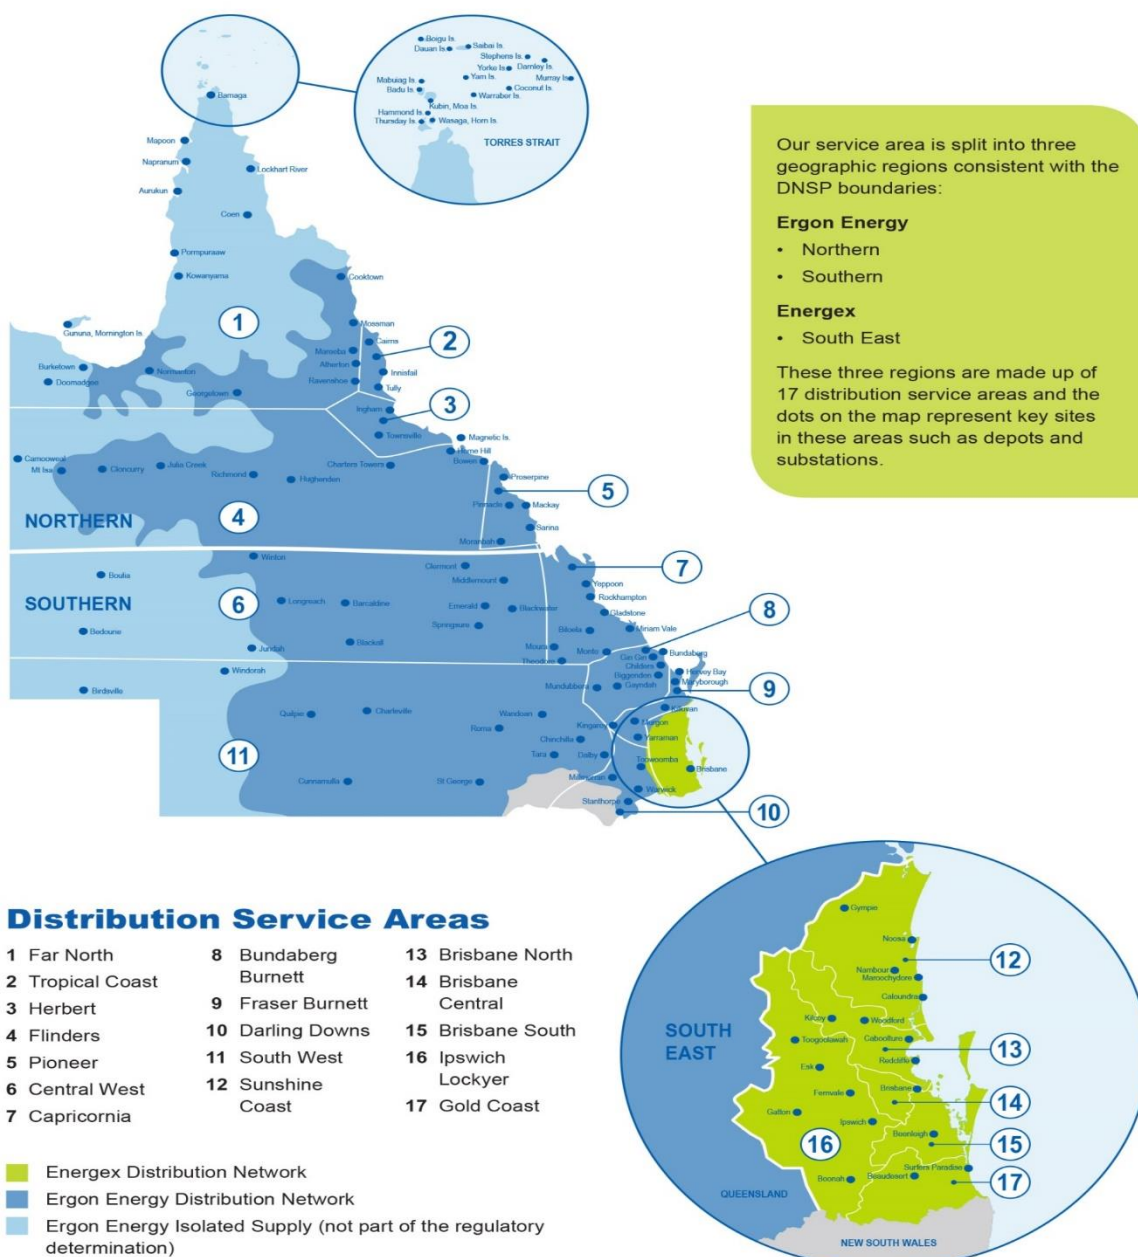 Boigu Is.
Dauan Is.
Saibai Is.
Stephens Is.
Darnley Is.
Yorke Is.
Murray Is.
Yam Is.
Mabuiag Is.
Badu Is.
Coconut Is.
Warraber Is.
Kubin, Moa Is.
Hammond Is.
Thursday Is.
Wasaga, Horn Is.
TORRES STRAIT
Bamaga
Mapoon
Napranum
Lockhart River
Aurukun
Coen
Pormpuraaw
Kowanyama
Cooktown
1
Gununa, Mornington Is.
Mossman
Cairns
2
Mareeba
Atherton
Innisfail
Burketown
Doomadgee
Normanton
Ravenshoe
Tully
Georgetown
Ingham
3
Townsville
Magnetic Is.
Home Hill
Bowen
Camooweal
Mt Isa
Cloncurry
Julia Creek
Richmond
Hughenden
Charters Towers
Proserpine
5
Pinnacle
Mackay
NORTHERN
4
Sarina
Moranbah
Winton
Clermont
7
Boulia
Middlemount
Yeppoon
SOUTHERN
6
Longreach
Barcaldine
Emerald
Blackwater
Rockhampton
Gladstone
8
Bedourie
Springsure
Biloela
Miriam Vale
Jundah
Blackall
Moura
Monto
Gin Gin
Bundaberg
Theodore
Childers
Windorah
Biggenden
Hervey Bay
Maryborough
Birdsville
Mundubbera
Gayndah
9
Quilpie
Charleville
Wandoan
Kilkivan
Roma
Kingaroy
Murgon
Chinchilla
Yarraman
11
Tara
Dalby
Toowoomba
Brisbane
Cunnamulla
St George
Millmerran
Warwick
Stanthorpe
10
Our service area is split into three
geographic regions consistent with the
DNSP boundaries:
Ergon Energy
• Northern
• Southern
Energex
• South East
These three regions are made up of
17 distribution service areas and the
dots on the map represent key sites
in these areas such as depots and
substations.
Distribution Service Areas
1 Far North
2 Tropical Coast
3 Herbert
4 Flinders
5 Pioneer
6 Central West
7 Capricornia
8 Bundaberg
Burnett
9 Fraser Burnett
10 Darling Downs
11 South West
12 Sunshine
Coast
13 Brisbane North
14 Brisbane
Central
15 Brisbane South
16 Ipswich
Lockyer
17 Gold Coast
Energex Distribution Network
Ergon Energy Distribution Network
Ergon Energy Isolated Supply (not part of the regulatory
determination)
Gympie
Noosa
12
Nambour
Maroochydore
Caloundra
SOUTH
EAST
Kilcoy
Woodford
Toogoolawah
Caboolture
13
Redcliffe
Esk
Fernvale
Brisbane
14
Gatton
Ipswich
Beenleigh
16
15
Surfers Paradise
Boonah
Beaudesert
17
QUEENSLAND
NEW SOUTH WALES